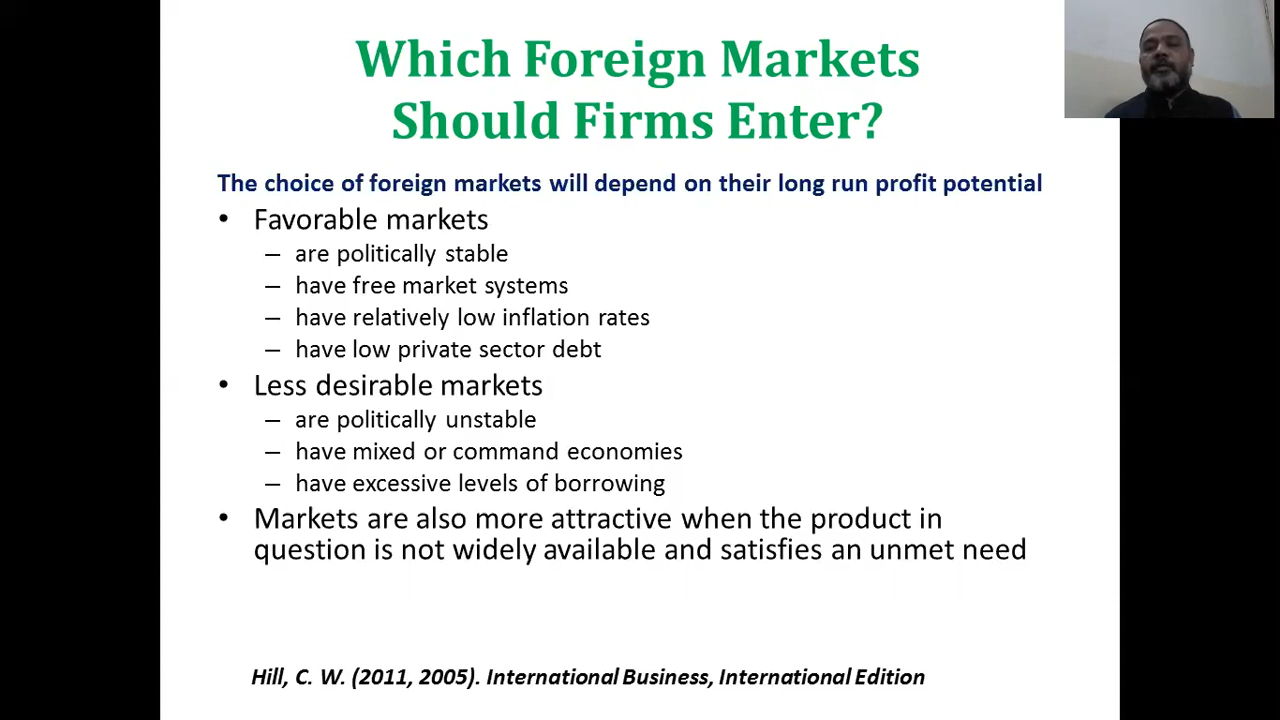 Which Foreign Markets
Should Firms Enter?
The choice of foreign markets will depend on their long run profit potential
• Favorable markets
– are politically stable
– have free market systems
– have relatively low inflation rates
– have low private sector debt
• Less desirable markets
– are politically unstable
– have mixed or command economies
– have excessive levels of borrowing
• Markets are also more attractive when the product in
question is not widely available and satisfies an unmet need
Hill, C. W. (2011, 2005). International Business, International Edition